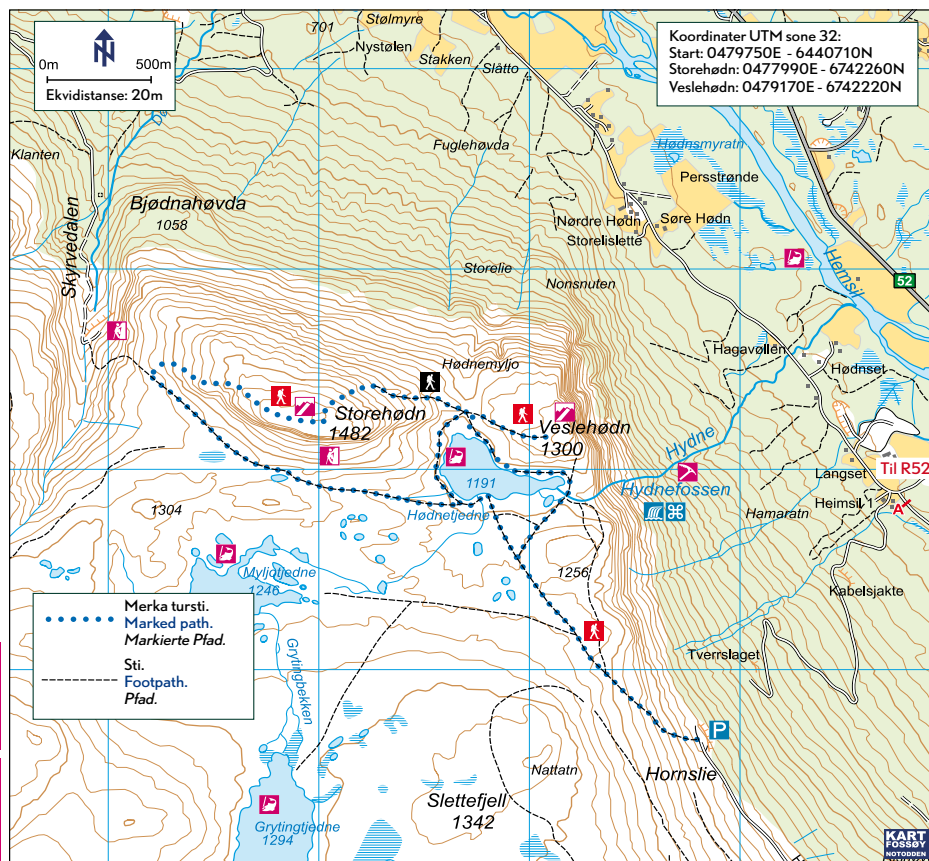 N
0m 500m
Ekvidistanse: 20m
Koordinater UTM sone 32:
Start: 0479750E - 6440710N
Storehødn: 0477990E - 6742260N
Veslehødn: 0479170E - 6742220N
701
Stølmyre
Nystølen
Stakken
Slåtto
Klanten
Fuglehøvda
Hødnsmyratn
Persstrønde
Bjødnahøvda
1058
Skyrvedalen
Nørdre Hødn
Søre Hødn
Storelislette
Storelie
Nonsnuten
Hemsil
52
Hagavøllen
Hødnset
Hødnemyljo
Storehødn
1482
Veslehødn
1300
Hydne
Hydnefossen
1191
Hødnetjedne
Langset
Til R52
Heimsil 1
A
Hamaratn
1304
Myljotjedne
1246
1256
Kabelsjakte
Tverrslaget
Merka tursti.
Marked path.
Markierte Pfad.
Sti.
Footpath.
Pfad.
Grytingbekken
P
Hornslie
Nattatn
Slettefjell
1342
Grytingtjedne
1294
KART
FOSSØY
NOTODDEN